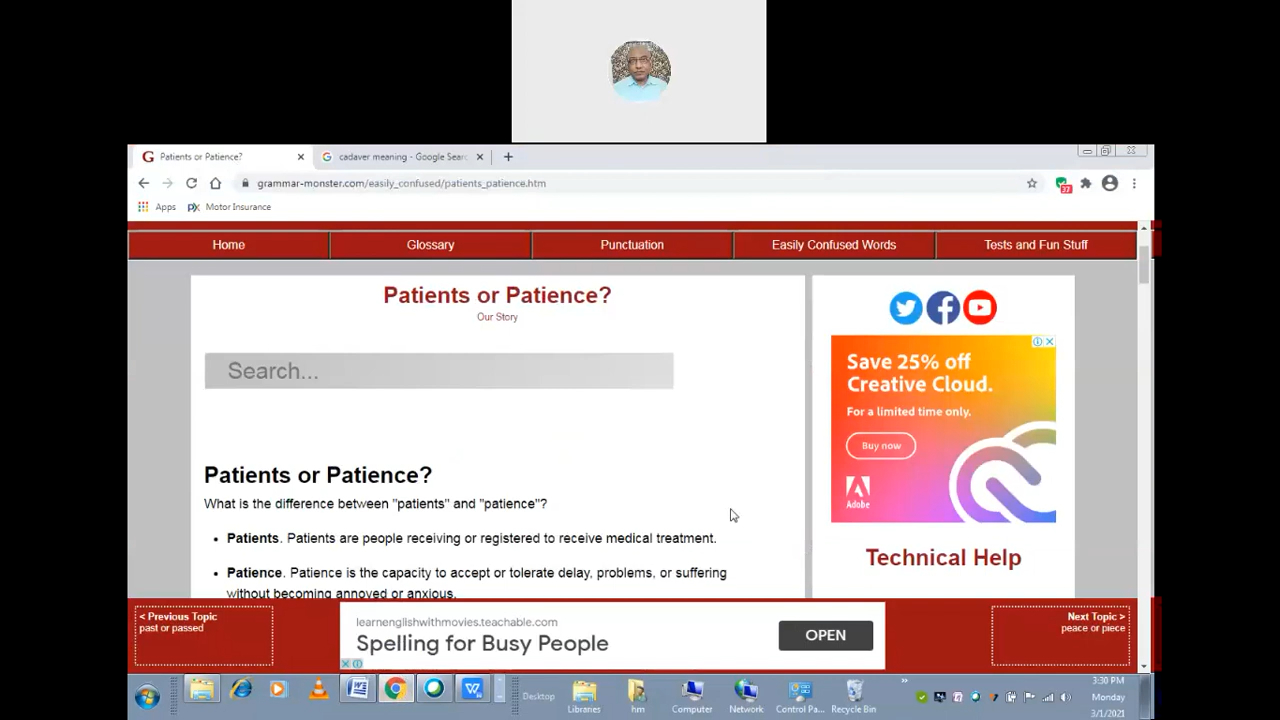 Patients or Patience?
cadaver meaning - Google Searc
grammar-monster.com/easily_confused/patients_patience.htm
37
Apps
px Motor Insurance
Home
Glossary
Punctuation
Easily Confused Words
Tests and Fun Stuff
Patients or Patience?
Our Story
Search...
Patients or Patience?
What is the difference between "patients" and "patience"?
• Patients. Patients are people receiving or registered to receive medical treatment.
• Patience. Patience is the capacity to accept or tolerate delay, problems, or suffering
without becoming annoyed or anxious.
Save 25% off
Creative Cloud.
For a limited time only.
Buy now
Adobe
Technical Help
< Previous Topic
past or passed
learnenglishwithmovies.teachable.com
Spelling for Busy People
OPEN
Next Topic >
peace or piece
Desktop
Libraries
hm
Computer
Network
Control Pa...
Recycle Bin
3:30 PM
Monday
3/1/2021